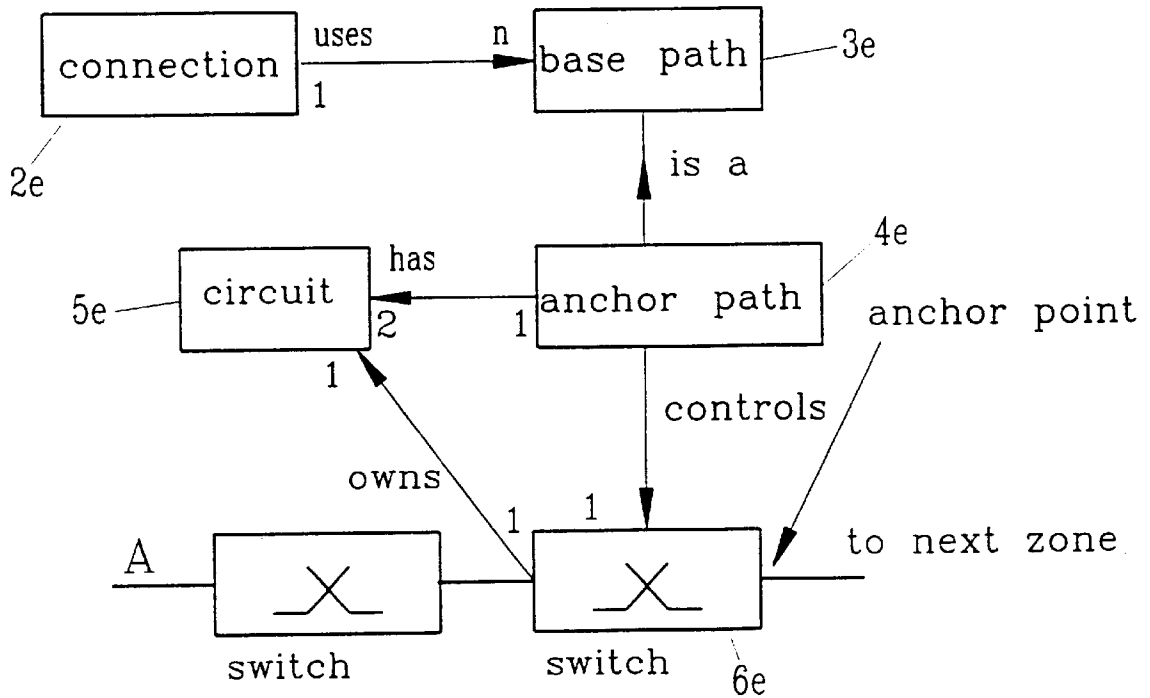 uses n
connection base path 3e
1
2e
is a
has 4e
5e circuit anchor path anchor point
2 1
1
controls
owns
1 1
A to next zone
switch switch
6e